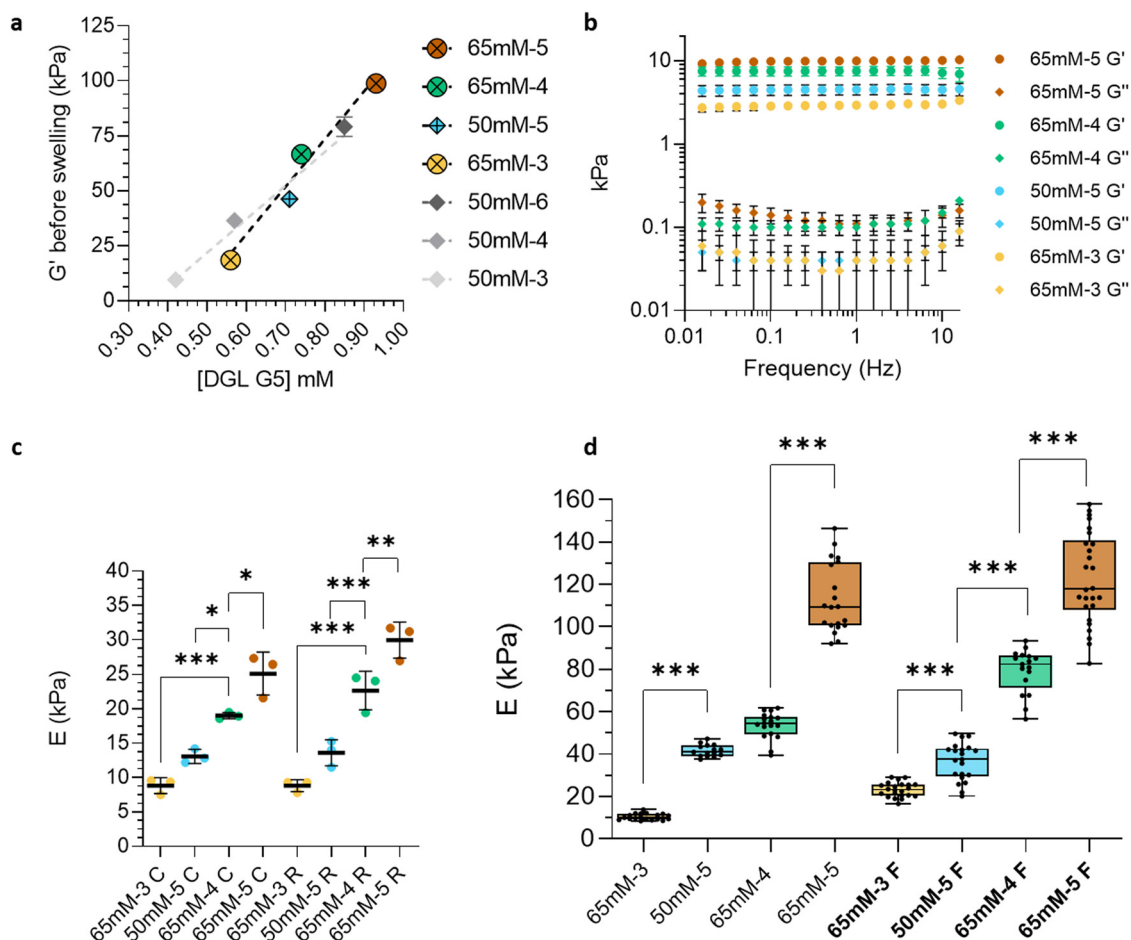 a
G' before swelling (kPa)
125
100
75
50
25
0
0.30
0.40
0.50
0.60
0.70
0.80
0.90
1.00
[DGL G5] mM
65mM-5
65mM-4
50mM-5
65mM-3
50mM-6
50mM-4
50mM-3
b
kPa
10
1
0.1
0.01
0.01
0.1
1
10
Frequency (Hz)
65mM-5 G'
65mM-5 G"
65mM-4 G'
65mM-4 G"
50mM-5 G'
50mM-5 G"
65mM-3 G'
65mM-3 G"
c
E (kPa)
40
35
30
25
20
15
10
5
0
***
*
*
***
***
**
65mM-3 C
50mM-5 C
65mM-4 C
65mM-5 C
65mM-3 R
50mM-5 R
65mM-4 R
65mM-5 R
d
E (kPa)
160
140
120
100
80
60
40
20
0
***
***
***
***
***
65mM-3
50mM-5
65mM-4
65mM-5
65mM-3 F
50mM-5 F
65mM-4 F
65mM-5 F